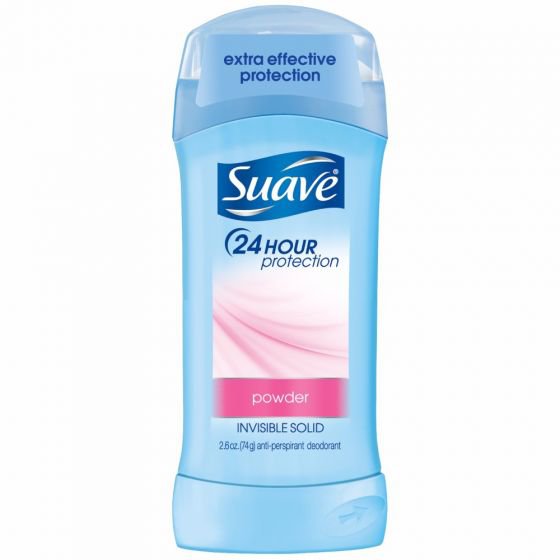 extra effective
protection
Suave®
24 HOUR
protection
powder
INVISIBLE SOLID
2.6 oz. (74g) anti-perspirant deodorant